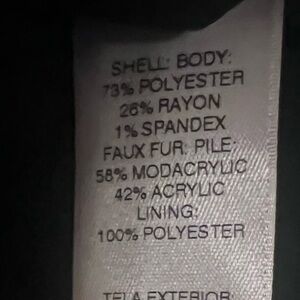 SHELL: BODY:
73% POLYESTER
26% RAYON
1% SPANDEX
FAUX FUR: PILE:
58% MODACRYLIC
42% ACRYLIC
LINING:
100% POLYESTER
TELA EXTERIOR: